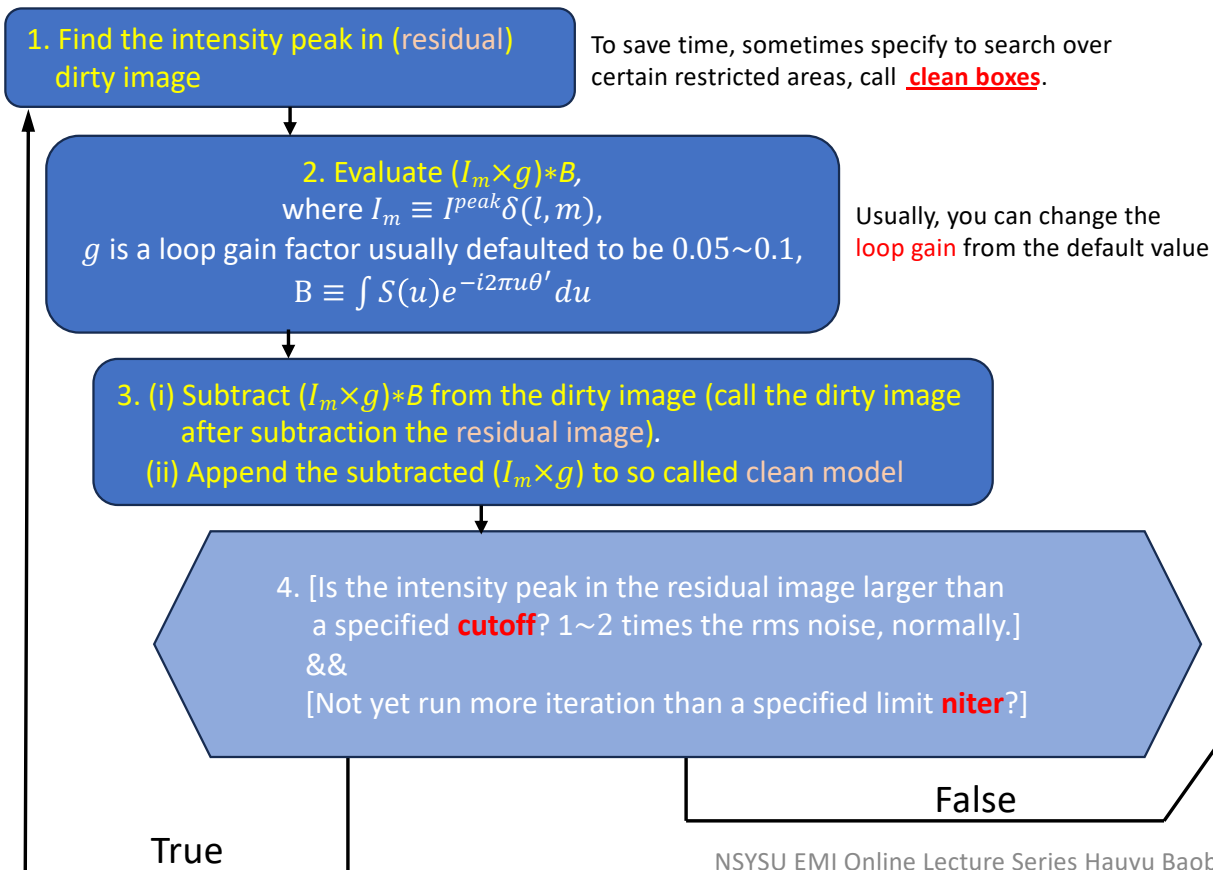 1. Find the intensity peak in (residual)
dirty image
To save time, sometimes specify to search over
certain restricted areas, call clean boxes.
2. Evaluate (I_m×g)∗B,
where I_m ≡ I^{peak}δ(l, m),
g is a loop gain factor usually defaulted to be 0.05~0.1,
B ≡ ∫ S(u)e^{−i2πuθ′}du
Usually, you can change the
loop gain from the default value
3. (i) Subtract (I_m×g)∗B from the dirty image (call the dirty image
after subtraction the residual image).
(ii) Append the subtracted (I_m×g) to so called clean model
4. [Is the intensity peak in the residual image larger than
a specified cutoff? 1~2 times the rms noise, normally.]
&&
[Not yet run more iteration than a specified limit niter?]
False
True
NSYSU EMI Online Lecture Series Hauyu Baob